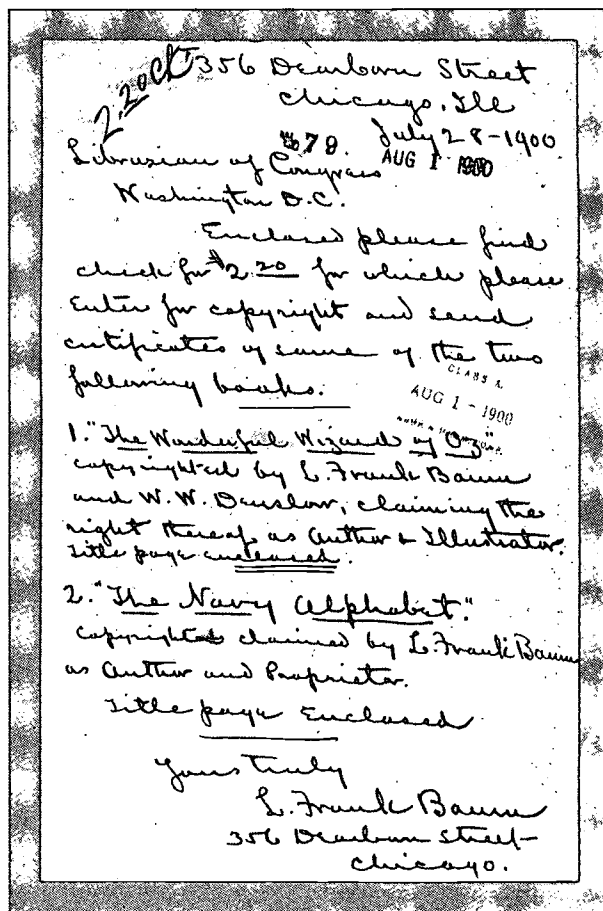 2.20 ck
356 Dearborn Street
Chicago, Ill
July 28-1900
79.
AUG 1 1900
Librarian of Congress
Washington D.C.
Enclosed please find
check for $2.20 for which please
Enter for copyright and send
certificates of same of the two
following books.
CLASS A
AUG 1-1900
1. "The Wonderful Wizard of Oz"
copyrighted by L. Frank Baum
and W. W. Denslow, claiming the
right thereof as Author & Illustrator.
Title page enclosed.
2. "The Navy Alphabet."
Copyright claimed by L. Frank Baum
as Author and Proprietor.
Title page Enclosed
Yours truly
L. Frank Baum
356 Dearborn Street
Chicago.